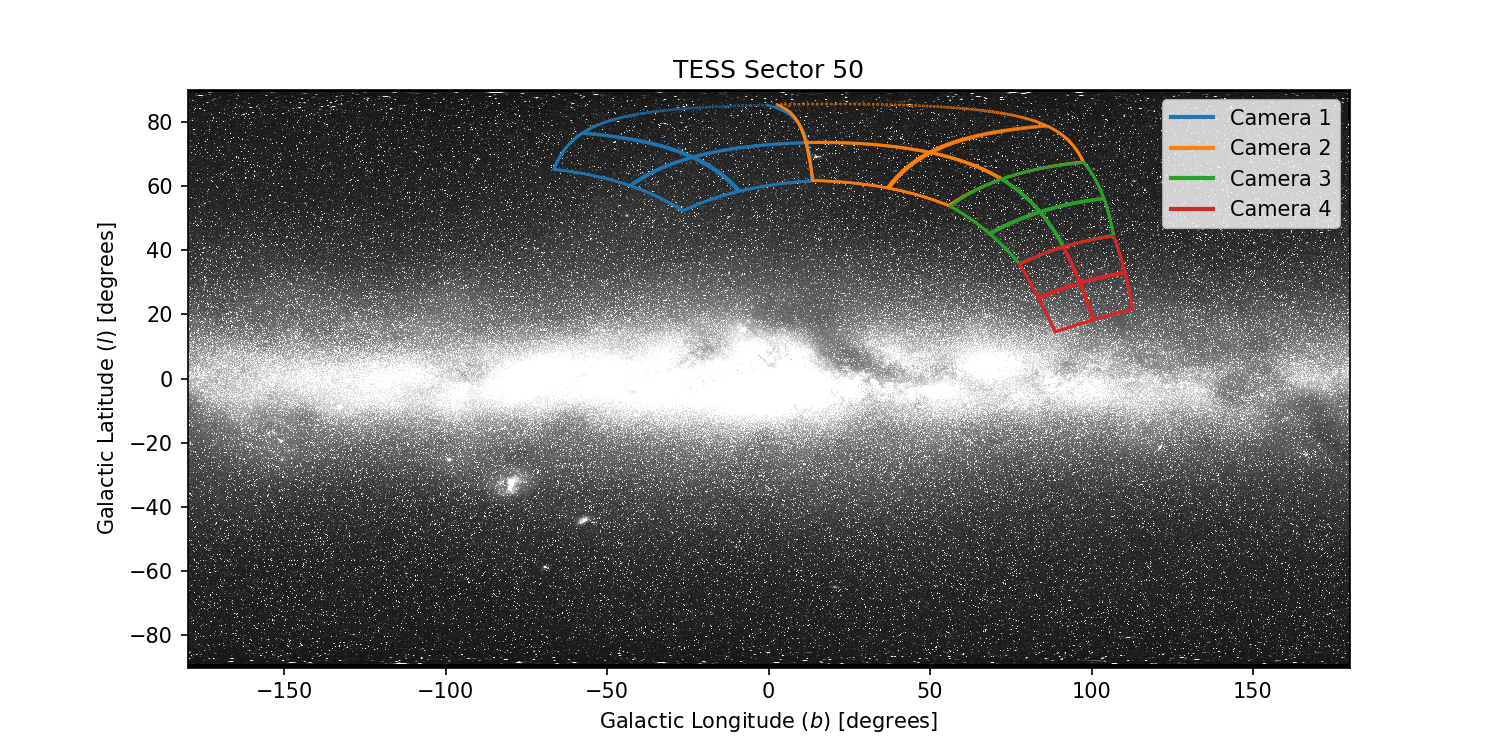 TESS Sector 50
Camera 1
Camera 2
Camera 3
Camera 4
Galactic Latitude (l) [degrees]
80
60
40
20
0
−20
−40
−60
−80
−150
−100
−50
0
50
100
150
Galactic Longitude (b) [degrees]